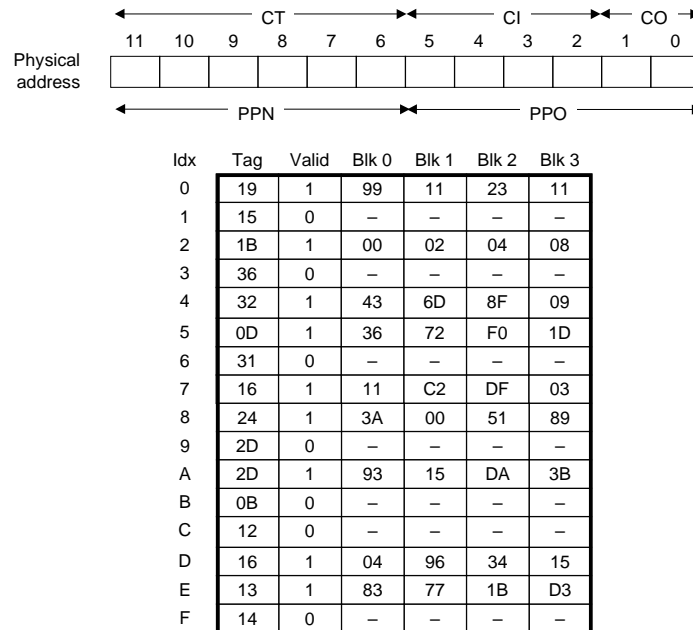 CT CI CO
11 10 9 8 7 6 5 4 3 2 1 0
Physical
address
PPN PPO
Idx Tag Valid Blk 0 Blk 1 Blk 2 Blk 3
0 19 1 99 11 23 11
1 15 0 – – – –
2 1B 1 00 02 04 08
3 36 0 – – – –
4 32 1 43 6D 8F 09
5 0D 1 36 72 F0 1D
6 31 0 – – – –
7 16 1 11 C2 DF 03
8 24 1 3A 00 51 89
9 2D 0 – – – –
A 2D 1 93 15 DA 3B
B 0B 0 – – – –
C 12 0 – – – –
D 16 1 04 96 34 15
E 13 1 83 77 1B D3
F 14 0 – – – –